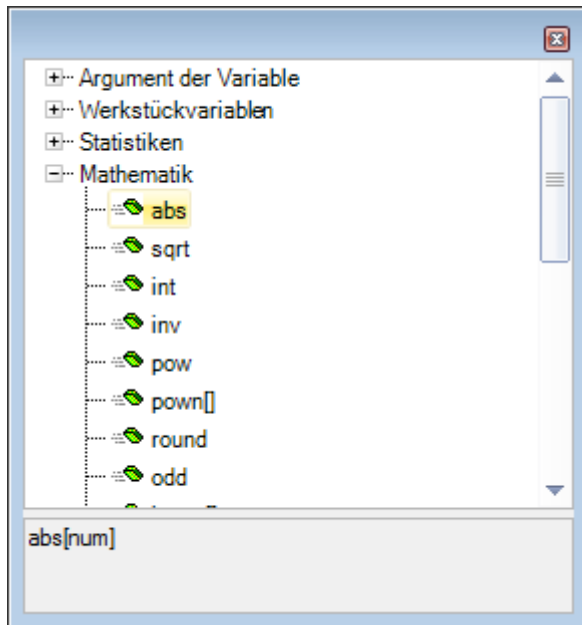 Argument der Variable
Werkstückvariablen
Statistiken
Mathematik
abs
sqrt
int
inv
pow
pown[]
round
odd
abs[num]